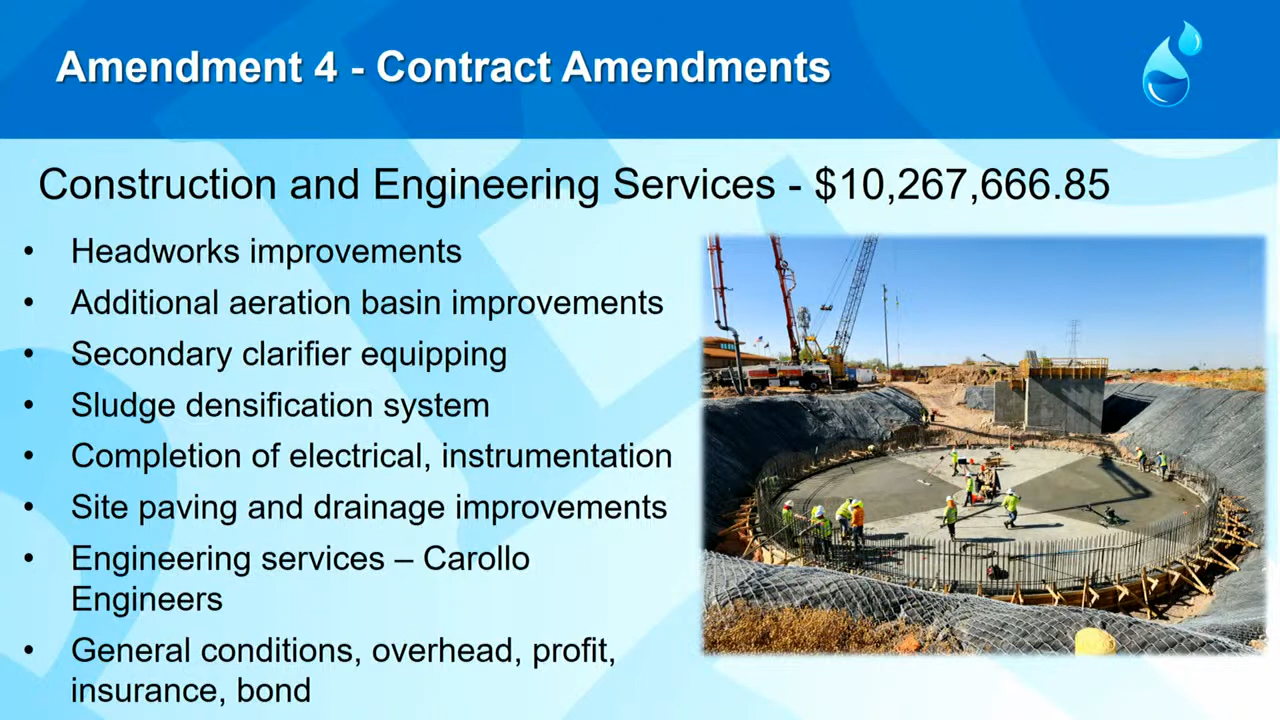 Amendment 4 - Contract Amendments
Construction and Engineering Services - $10,267,666.85
• Headworks improvements
• Additional aeration basin improvements
• Secondary clarifier equipping
• Sludge densification system
• Completion of electrical, instrumentation
• Site paving and drainage improvements
• Engineering services – Carollo
Engineers
• General conditions, overhead, profit,
insurance, bond